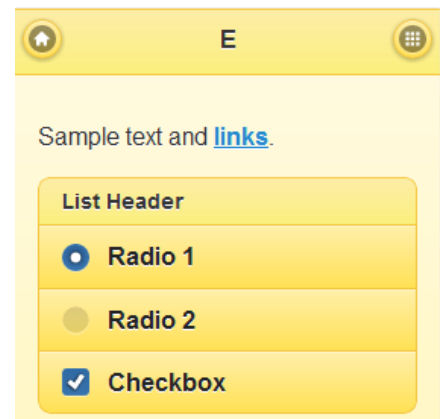 E
Sample text and links.
List Header
Radio 1
Radio 2
Checkbox